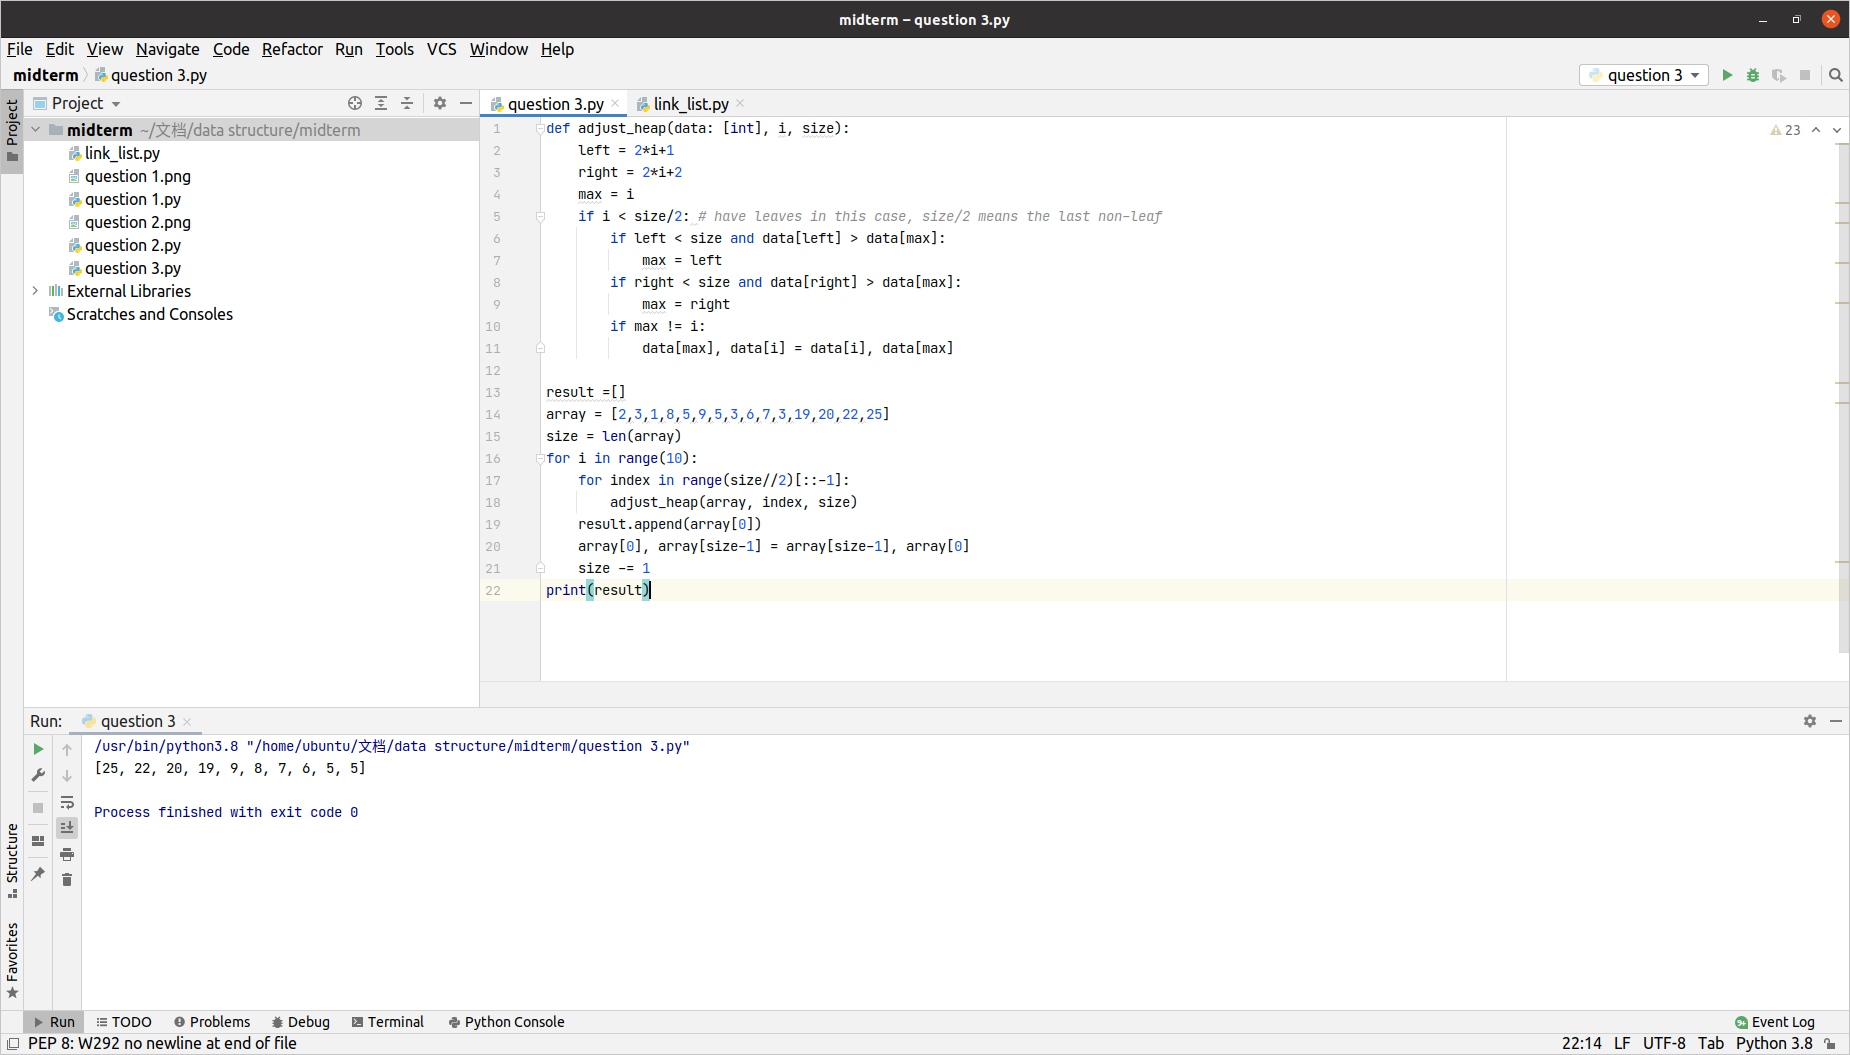 midterm – question 3.py
File Edit View Navigate Code Refactor Run Tools VCS Window Help
midterm question 3.py question 3
Project
Project question 3.py link_list.py
midterm ~/文档/data structure/midterm
link_list.py
question 1.png
question 1.py
question 2.png
question 2.py
question 3.py
External Libraries
Scratches and Consoles
23
1 def adjust_heap(data: [int], i, size):
2 left = 2*i+1
3 right = 2*i+2
4 max = i
5 if i < size/2: # have leaves in this case, size/2 means the last non-leaf
6 if left < size and data[left] > data[max]:
7 max = left
8 if right < size and data[right] > data[max]:
9 max = right
10 if max != i:
11 data[max], data[i] = data[i], data[max]
12
13 result =[]
14 array = [2,3,1,8,5,9,5,3,6,7,3,19,20,22,25]
15 size = len(array)
16 for i in range(10):
17 for index in range(size//2)[::-1]:
18 adjust_heap(array, index, size)
19 result.append(array[0])
20 array[0], array[size-1] = array[size-1], array[0]
21 size -= 1
22 print(result)
Run: question 3
/usr/bin/python3.8 "/home/ubuntu/文档/data structure/midterm/question 3.py"
[25, 22, 20, 19, 9, 8, 7, 6, 5, 5]
Process finished with exit code 0
Structure
Favorites
Run TODO Problems Debug Terminal Python Console 9+ Event Log
PEP 8: W292 no newline at end of file 22:14 LF UTF-8 Tab Python 3.8